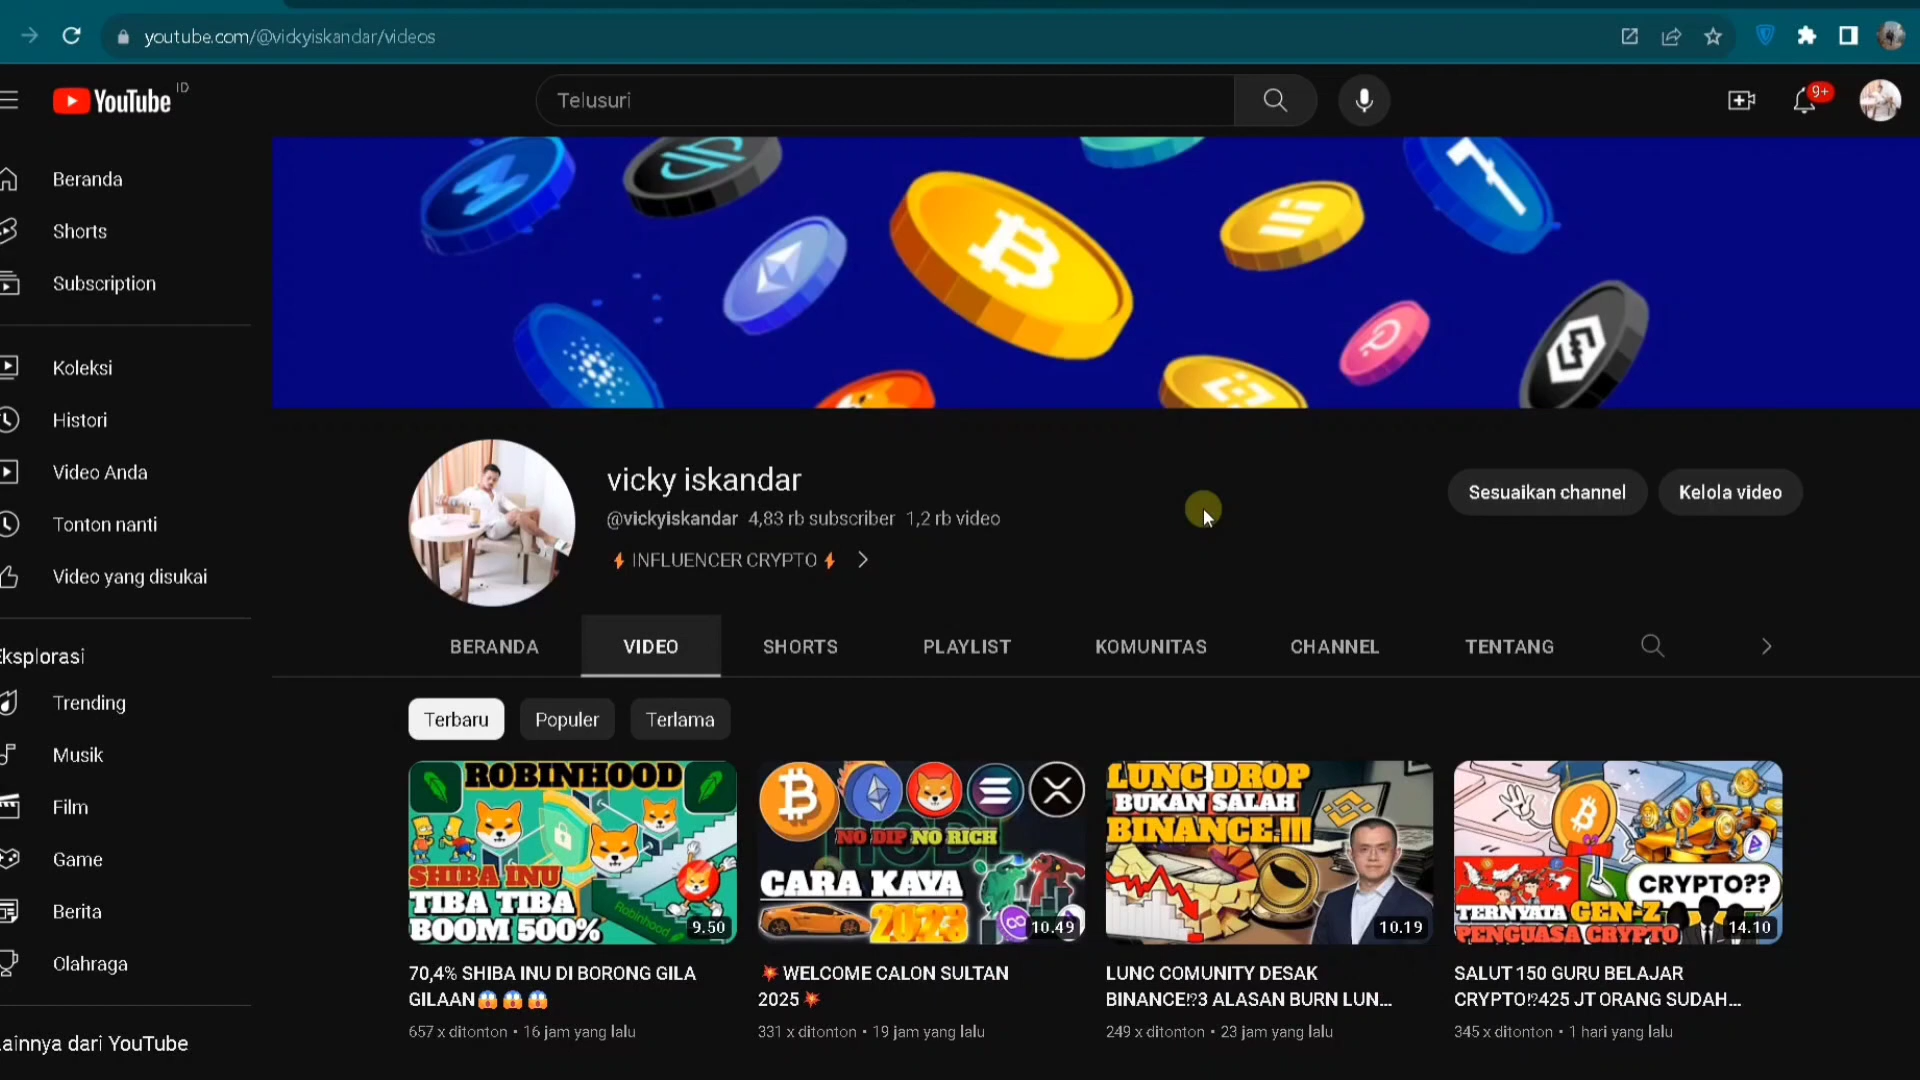 youtube.com/@vickyiskandar/videos
YouTube ID
Telusuri
9+
Beranda
Shorts
Subscription
Koleksi
Histori
Video Anda
Tonton nanti
Video yang disukai
Eksplorasi
Trending
Musik
Film
Game
Berita
Olahraga
Lainnya dari YouTube
vicky iskandar
@vickyiskandar 4,83 rb subscriber 1,2 rb video
⚡ INFLUENCER CRYPTO ⚡
Sesuaikan channel
Kelola video
BERANDA VIDEO SHORTS PLAYLIST KOMUNITAS CHANNEL TENTANG
Terbaru Populer Terlama
ROBINHOOD
SHIBA INU
TIBA TIBA
BOOM 500%
Robinhood
9.50
70,4% SHIBA INU DI BORONG GILA
GILAAN😱😱😱
657 x ditonton • 16 jam yang lalu
HODL
NO DIP NO RICH
CARA KAYA
2023
10.49
💥WELCOME CALON SULTAN
2025💥
331 x ditonton • 19 jam yang lalu
LUNC DROP
BUKAN SALAH
BINANCE.!!!
10.19
LUNC COMUNITY DESAK
BINANCE⁉3 ALASAN BURN LUN...
249 x ditonton • 23 jam yang lalu
CRYPTO??
TERNYATA GEN-Z
PENGUASA CRYPTO
14.10
SALUT 150 GURU BELAJAR
CRYPTO⁉425 JT ORANG SUDAH...
345 x ditonton • 1 hari yang lalu